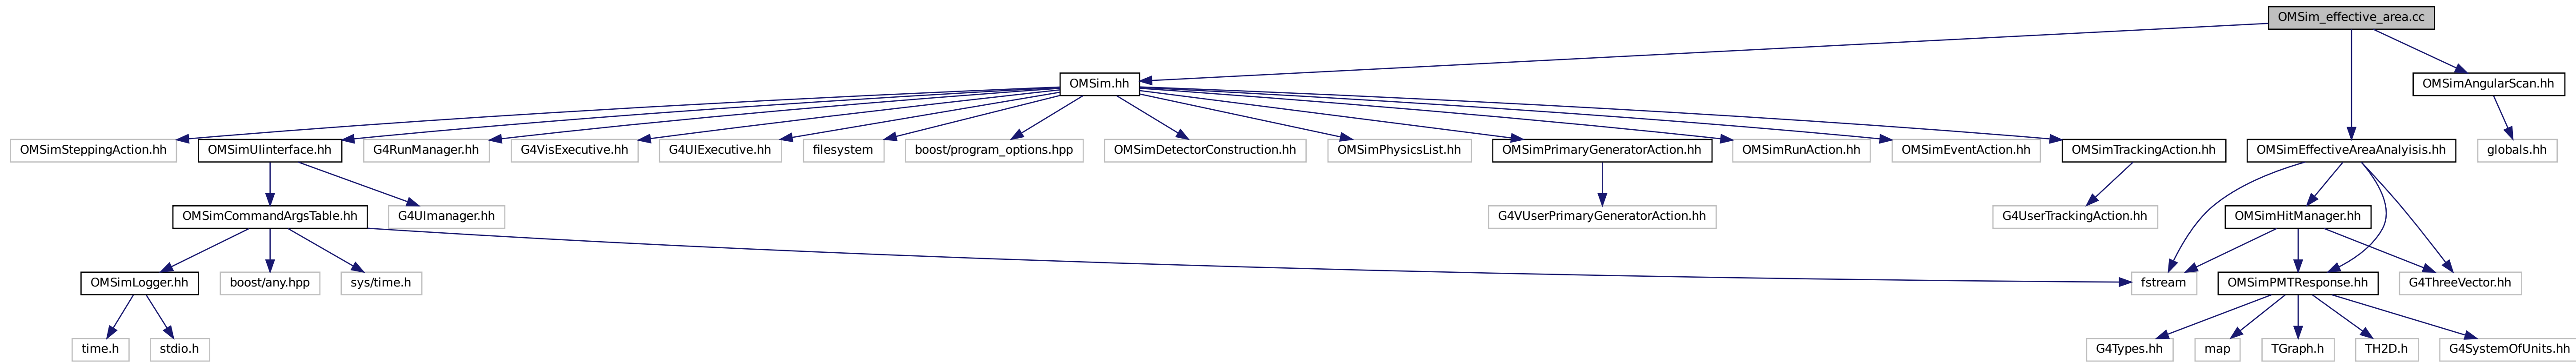 OMSim_effective_area.cc
OMSim.hh
OMSimAngularScan.hh
OMSimSteppingAction.hh
OMSimUIinterface.hh
G4RunManager.hh
G4VisExecutive.hh
G4UIExecutive.hh
filesystem
boost/program_options.hpp
OMSimDetectorConstruction.hh
OMSimPhysicsList.hh
OMSimPrimaryGeneratorAction.hh
OMSimRunAction.hh
OMSimEventAction.hh
OMSimTrackingAction.hh
OMSimEffectiveAreaAnalyisis.hh
globals.hh
OMSimCommandArgsTable.hh
G4UImanager.hh
G4VUserPrimaryGeneratorAction.hh
G4UserTrackingAction.hh
OMSimHitManager.hh
OMSimLogger.hh
boost/any.hpp
sys/time.h
fstream
OMSimPMTResponse.hh
G4ThreeVector.hh
time.h
stdio.h
G4Types.hh
map
TGraph.h
TH2D.h
G4SystemOfUnits.hh